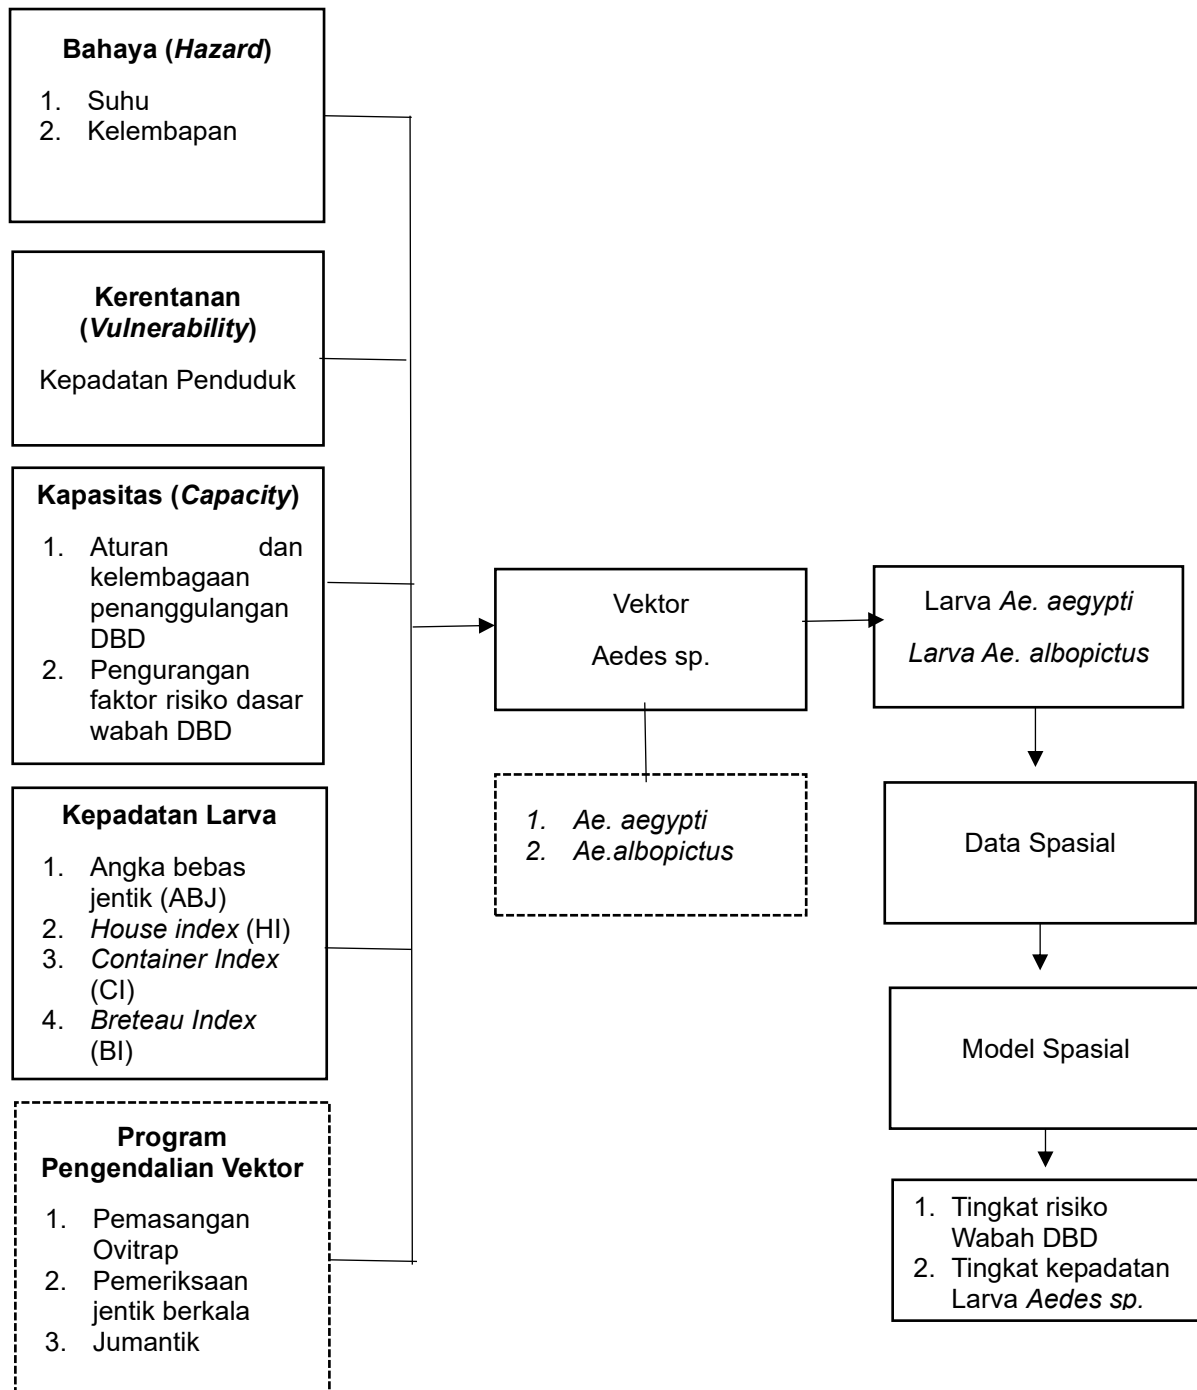 Bahaya (Hazard)
1. Suhu
2. Kelembapan
Kerentanan
(Vulnerability)
Kepadatan Penduduk
Kapasitas (Capacity)
1. Aturan dan
kelembagaan
penanggulangan
DBD
2. Pengurangan
faktor risiko dasar
wabah DBD
Kepadatan Larva
1. Angka bebas
jentik (ABJ)
2. House index (HI)
3. Container Index
(CI)
4. Breteau Index
(BI)
Program
Pengendalian Vektor
1. Pemasangan
Ovitrap
2. Pemeriksaan
jentik berkala
3. Jumantik
Vektor
Aedes sp.
1. Ae. aegypti
2. Ae.albopictus
Larva Ae. aegypti
Larva Ae. albopictus
Data Spasial
Model Spasial
1. Tingkat risiko
Wabah DBD
2. Tingkat kepadatan
Larva Aedes sp.